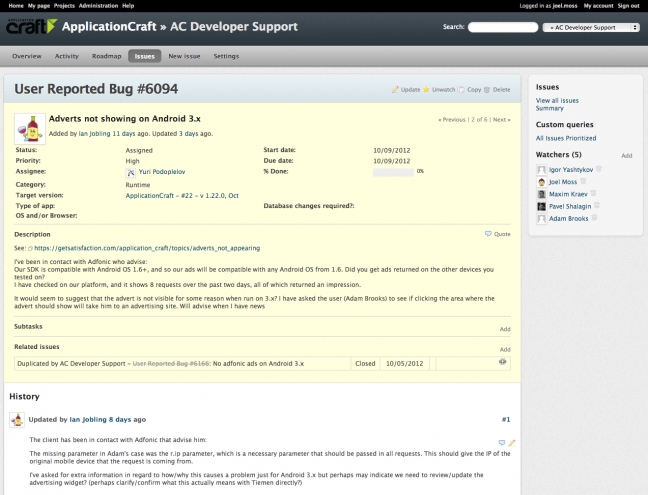 Home My page Projects Administration Help
Logged in as joel.moss My account Sign out
APPLICATION craft ApplicationCraft » AC Developer Support
Search: » AC Developer Support
Overview Activity Roadmap Issues New issue Settings
User Reported Bug #6094
Update Unwatch Copy Delete
Adverts not showing on Android 3.x
« Previous | 2 of 6 | Next »
Added by Ian Jobling 11 days ago. Updated 3 days ago.
Status: Assigned Start date: 10/09/2012
Priority: High Due date: 10/09/2012
Assignee: Yuri Podoplelov % Done: 0%
Category: Runtime
Target version: ApplicationCraft - #22 - v 1.22.0, Oct
Type of app: Database changes required?:
OS and/or Browser:
Description
Quote
See: https://getsatisfaction.com/application_craft/topics/adverts_not_appearing
I've been in contact with Adfonic who advise:
Our SDK is compatible with Android OS 1.6+, and so our ads will be compatible with any Android OS from 1.6. Did you get ads returned on the other devices you
tested on?
I have checked on our platform, and it shows 8 requests over the past two days, all of which returned an impression.
It would seem to suggest that the advert is not visible for some reason when run on 3.x? I have asked the user (Adam Brooks) to see if clicking the area where the
advert should show will take him to an advertising site. Will advise when I have news
Subtasks
Add
Related issues
Add
Duplicated by AC Developer Support - User Reported Bug #6166: No adfonic ads on Android 3.x Closed 10/05/2012
History
Updated by Ian Jobling 8 days ago
#1
The client has been in contact with Adfonic that advise him:
The missing parameter in Adam's case was the r.ip parameter, which is a necessary parameter that should be passed in all requests. This should give the IP of the
original mobile device that the request is coming from.
I've asked for extra information in regard to how/why this causes a problem just for Android 3.x but perhaps may indicate we need to review/update the
advertising widget? (perhaps clarify/confirm what this actually means with Tiemen directly?)
Issues
View all issues
Summary
Custom queries
All Issues Prioritized
Watchers (5)
Add
Igor Yashtykov
Joel Moss
Maxim Kraev
Pavel Shalagin
Adam Brooks